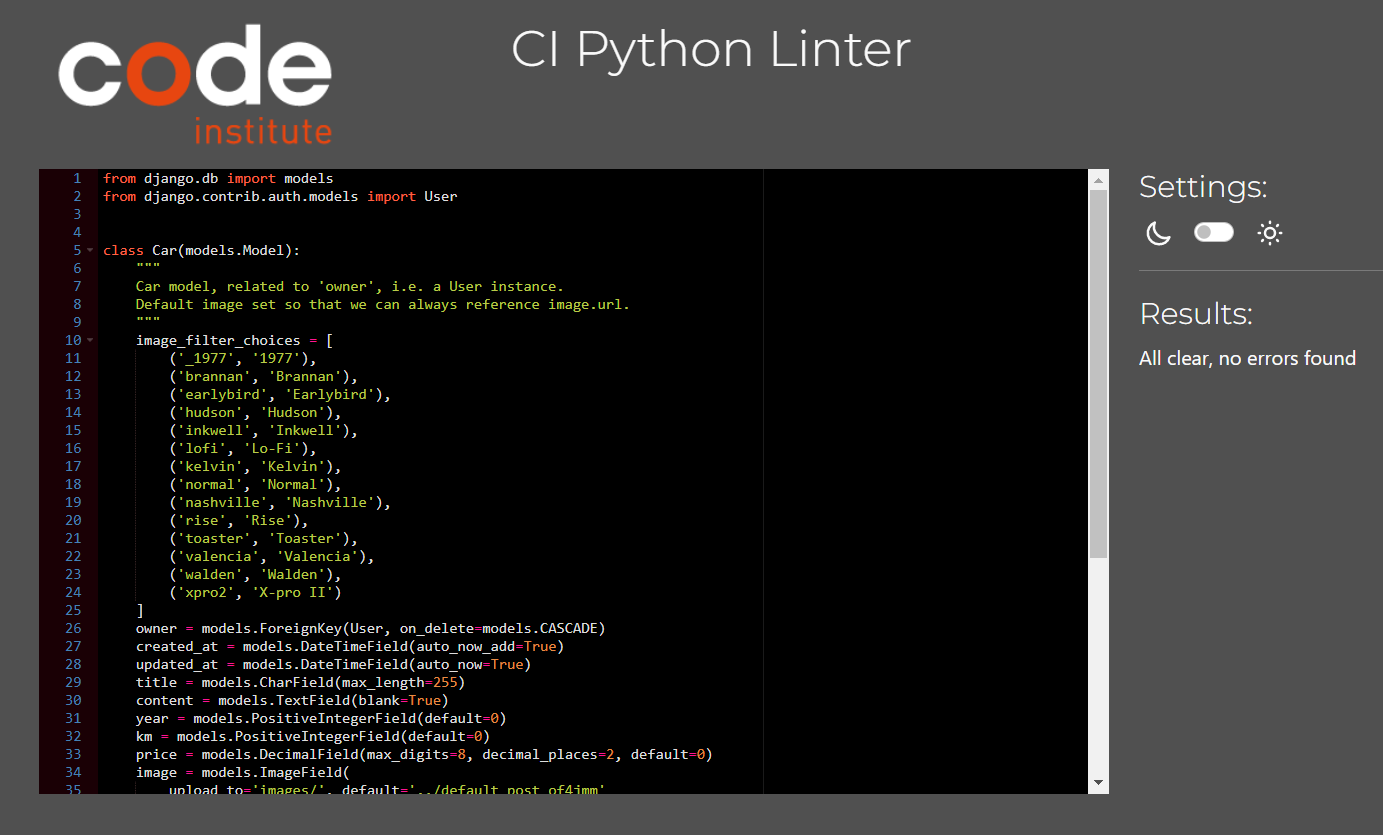 code
institute
CI Python Linter
1 from django.db import models
2 from django.contrib.auth.models import User
3
4
5 class Car(models.Model):
6     """
7     Car model, related to 'owner', i.e. a User instance.
8     Default image set so that we can always reference image.url.
9     """
10     image_filter_choices = [
11         ('_1977', '1977'),
12         ('brannan', 'Brannan'),
13         ('earlybird', 'Earlybird'),
14         ('hudson', 'Hudson'),
15         ('inkwell', 'Inkwell'),
16         ('lofi', 'Lo-Fi'),
17         ('kelvin', 'Kelvin'),
18         ('normal', 'Normal'),
19         ('nashville', 'Nashville'),
20         ('rise', 'Rise'),
21         ('toaster', 'Toaster'),
22         ('valencia', 'Valencia'),
23         ('walden', 'Walden'),
24         ('xpro2', 'X-pro II')
25     ]
26     owner = models.ForeignKey(User, on_delete=models.CASCADE)
27     created_at = models.DateTimeField(auto_now_add=True)
28     updated_at = models.DateTimeField(auto_now=True)
29     title = models.CharField(max_length=255)
30     content = models.TextField(blank=True)
31     year = models.PositiveIntegerField(default=0)
32     km = models.PositiveIntegerField(default=0)
33     price = models.DecimalField(max_digits=8, decimal_places=2, default=0)
34     image = models.ImageField(
35         upload_to='images/', default='../default_post_of4jmm'
Settings:
Results:
All clear, no errors found